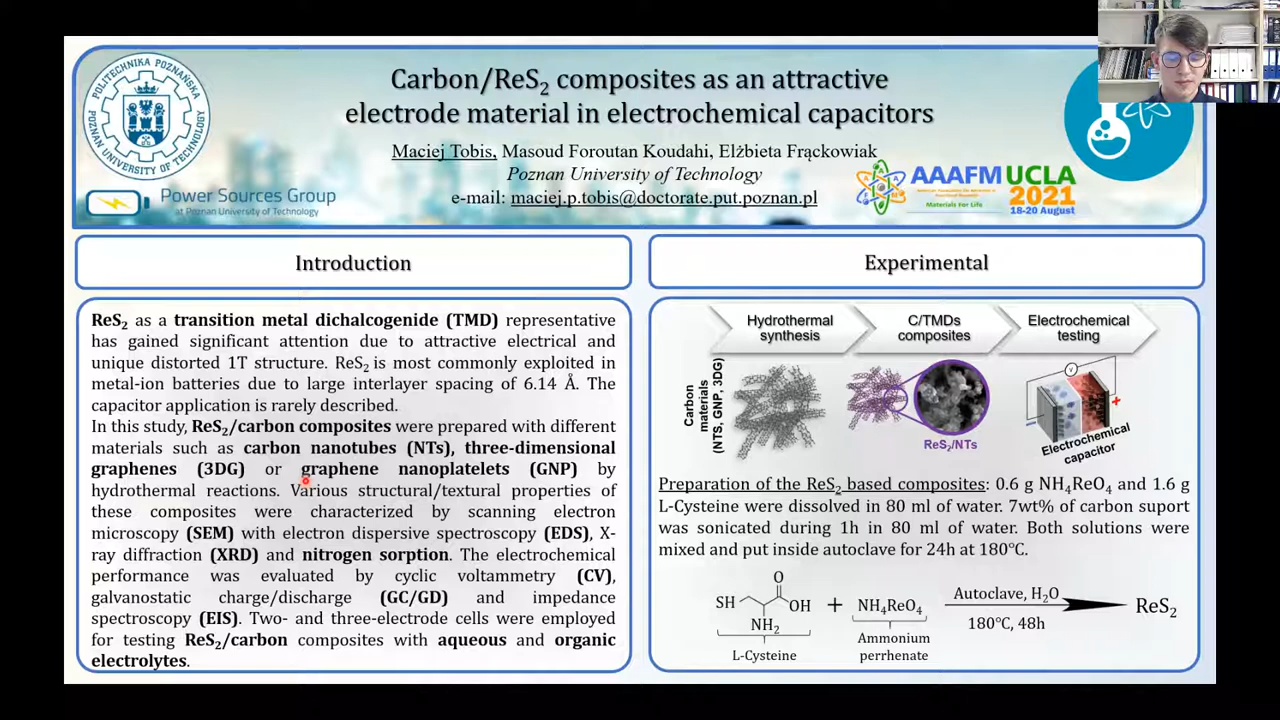 POLITECHNIKA POZNAŃSKA
POZNAN UNIVERSITY OF TECHNOLOGY
Power Sources Group
at Poznan University of Technology
Carbon/ReS₂ composites as an attractive
electrode material in electrochemical capacitors
Maciej Tobis, Masoud Foroutan Koudahi, Elżbieta Frąckowiak
Poznan University of Technology
e-mail: maciej.p.tobis@doctorate.put.poznan.pl
AAAFM UCLA
2021
Materials For Life
18-20 August
Introduction
ReS₂ as a transition metal dichalcogenide (TMD) representative
has gained significant attention due to attractive electrical and
unique distorted 1T structure. ReS₂ is most commonly exploited in
metal-ion batteries due to large interlayer spacing of 6.14 Å. The
capacitor application is rarely described.
In this study, ReS₂/carbon composites were prepared with different
materials such as carbon nanotubes (NTs), three-dimensional
graphenes (3DG) or graphene nanoplatelets (GNP) by
hydrothermal reactions. Various structural/textural properties of
these composites were characterized by scanning electron
microscopy (SEM) with electron dispersive spectroscopy (EDS), X-
ray diffraction (XRD) and nitrogen sorption. The electrochemical
performance was evaluated by cyclic voltammetry (CV),
galvanostatic charge/discharge (GC/GD) and impedance
spectroscopy (EIS). Two- and three-electrode cells were employed
for testing ReS₂/carbon composites with aqueous and organic
electrolytes.
Experimental
Hydrothermal
synthesis
C/TMDs
composites
Electrochemical
testing
Carbon
materials
(NTS, GNP, 3DG)
ReS₂/NTs
V
+
Electrochemical
capacitor
Preparation of the ReS₂ based composites: 0.6 g NH₄ReO₄ and 1.6 g
L-Cysteine were dissolved in 80 ml of water. 7wt% of carbon suport
was sonicated during 1h in 80 ml of water. Both solutions were
mixed and put inside autoclave for 24h at 180°C.
O
SH
OH
NH₂
L-Cysteine
+
NH₄ReO₄
Ammonium
perrhenate
Autoclave, H₂O
180°C, 48h
ReS₂